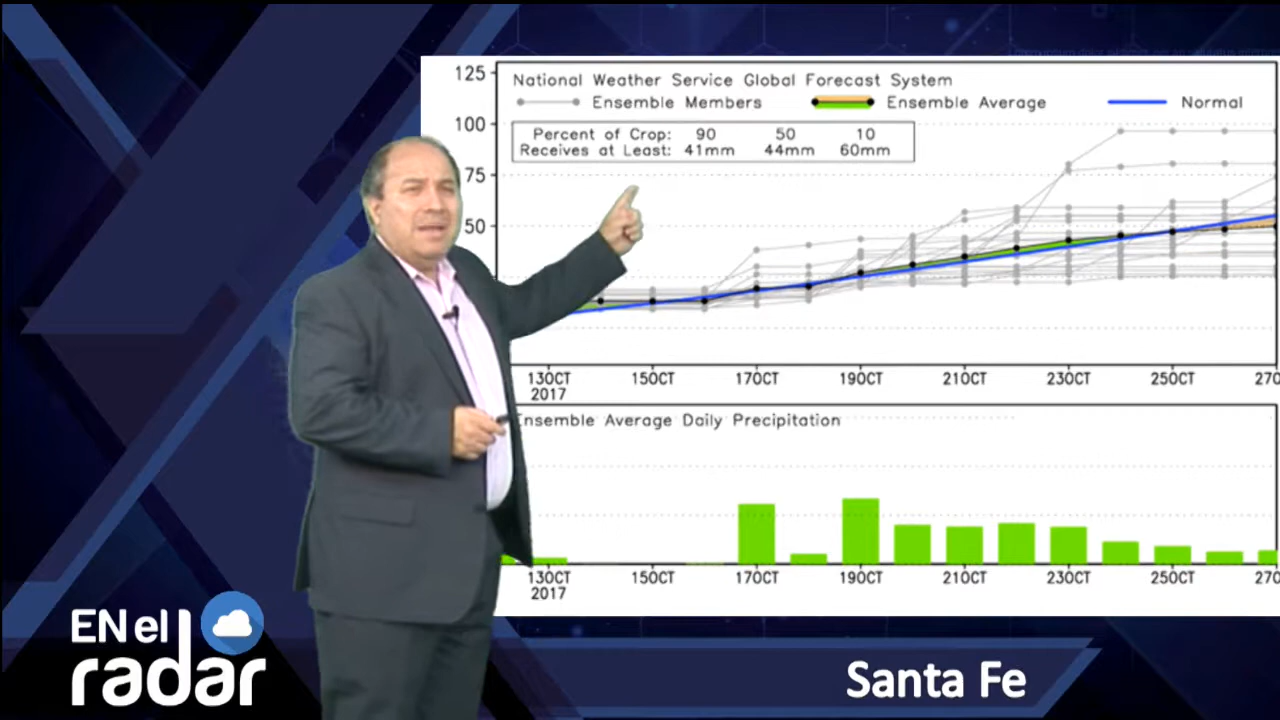 125
National Weather Service Global Forecast System
Ensemble Members Ensemble Average Normal
100
Percent of Crop: 90 50 10
Receives at Least: 41mm 44mm 60mm
75
50
13OCT 15OCT 17OCT 19OCT 21OCT 23OCT 25OCT 27O
2017
Ensemble Average Daily Precipitation
13OCT 15OCT 17OCT 19OCT 21OCT 23OCT 25OCT 27O
2017
EN el
radar
Santa Fe